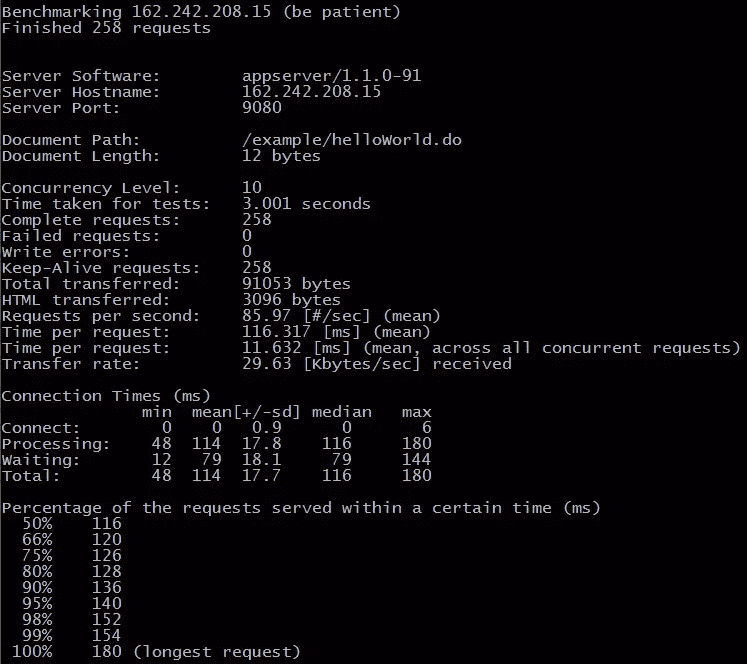 Benchmarking 162.242.208.15 (be patient)
Finished 258 requests
Server Software: appserver/1.1.0-91
Server Hostname: 162.242.208.15
Server Port: 9080
Document Path: /example/helloWorld.do
Document Length: 12 bytes
Concurrency Level: 10
Time taken for tests: 3.001 seconds
Complete requests: 258
Failed requests: 0
Write errors: 0
Keep-Alive requests: 258
Total transferred: 91053 bytes
HTML transferred: 3096 bytes
Requests per second: 85.97 [#/sec] (mean)
Time per request: 116.317 [ms] (mean)
Time per request: 11.632 [ms] (mean, across all concurrent requests)
Transfer rate: 29.63 [Kbytes/sec] received
Connection Times (ms)
min mean[+/-sd] median max
Connect: 0 0 0.9 0 6
Processing: 48 114 17.8 116 180
Waiting: 12 79 18.1 79 144
Total: 48 114 17.7 116 180
Percentage of the requests served within a certain time (ms)
50% 116
66% 120
75% 126
80% 128
90% 136
95% 140
98% 152
99% 154
100% 180 (longest request)